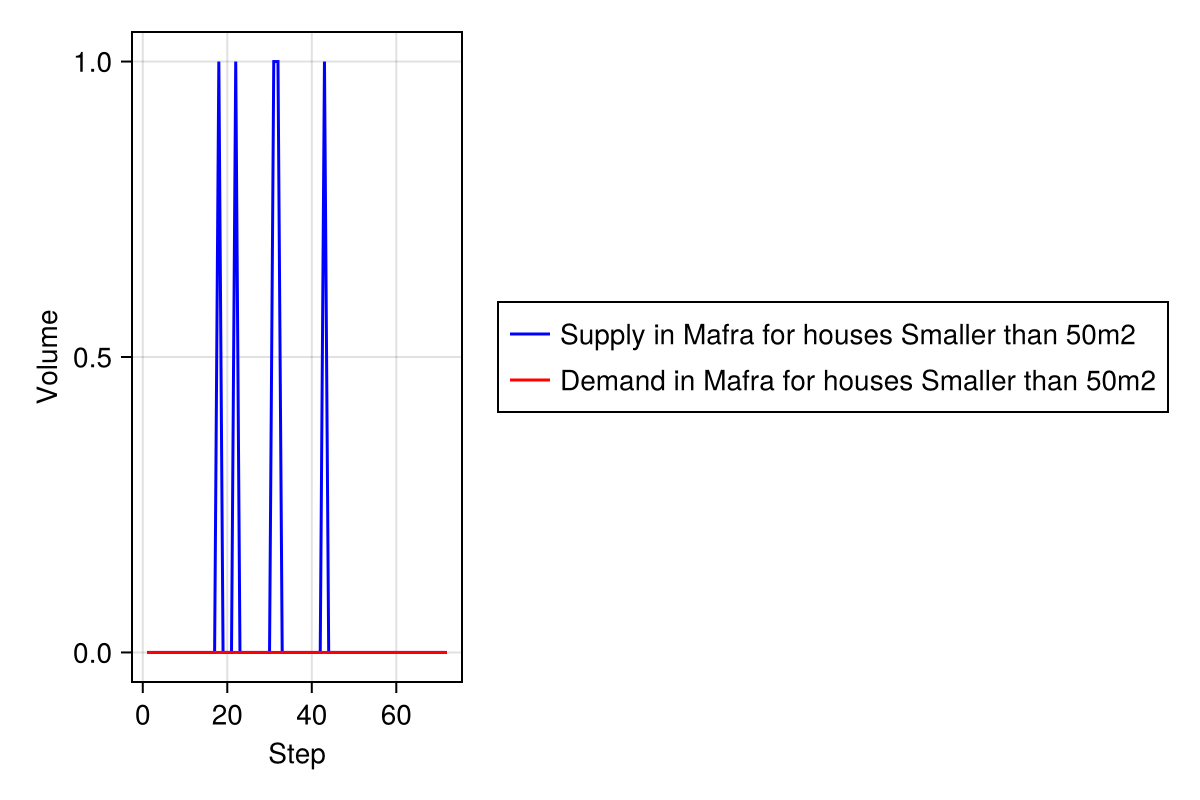 1.0
0.5
0.0
Volume
0 20 40 60
Step
Supply in Mafra for houses Smaller than 50m2
Demand in Mafra for houses Smaller than 50m2